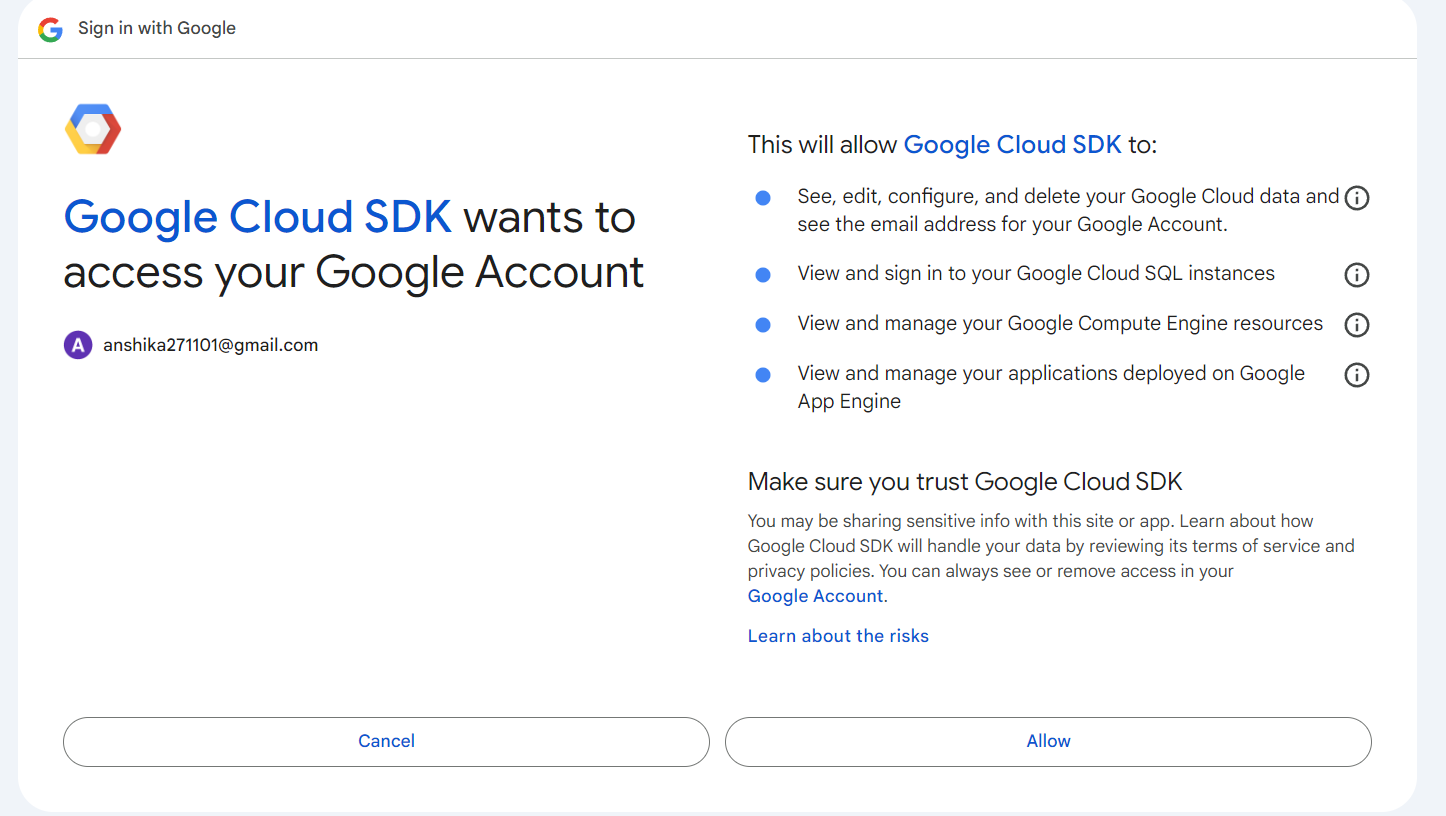 Sign in with Google
Google Cloud SDK wants to
access your Google Account
A
anshika271101@gmail.com
This will allow Google Cloud SDK to:
See, edit, configure, and delete your Google Cloud data and
see the email address for your Google Account.
View and sign in to your Google Cloud SQL instances
View and manage your Google Compute Engine resources
View and manage your applications deployed on Google
App Engine
Make sure you trust Google Cloud SDK
You may be sharing sensitive info with this site or app. Learn about how
Google Cloud SDK will handle your data by reviewing its terms of service and
privacy policies. You can always see or remove access in your
Google Account.
Learn about the risks
Cancel
Allow